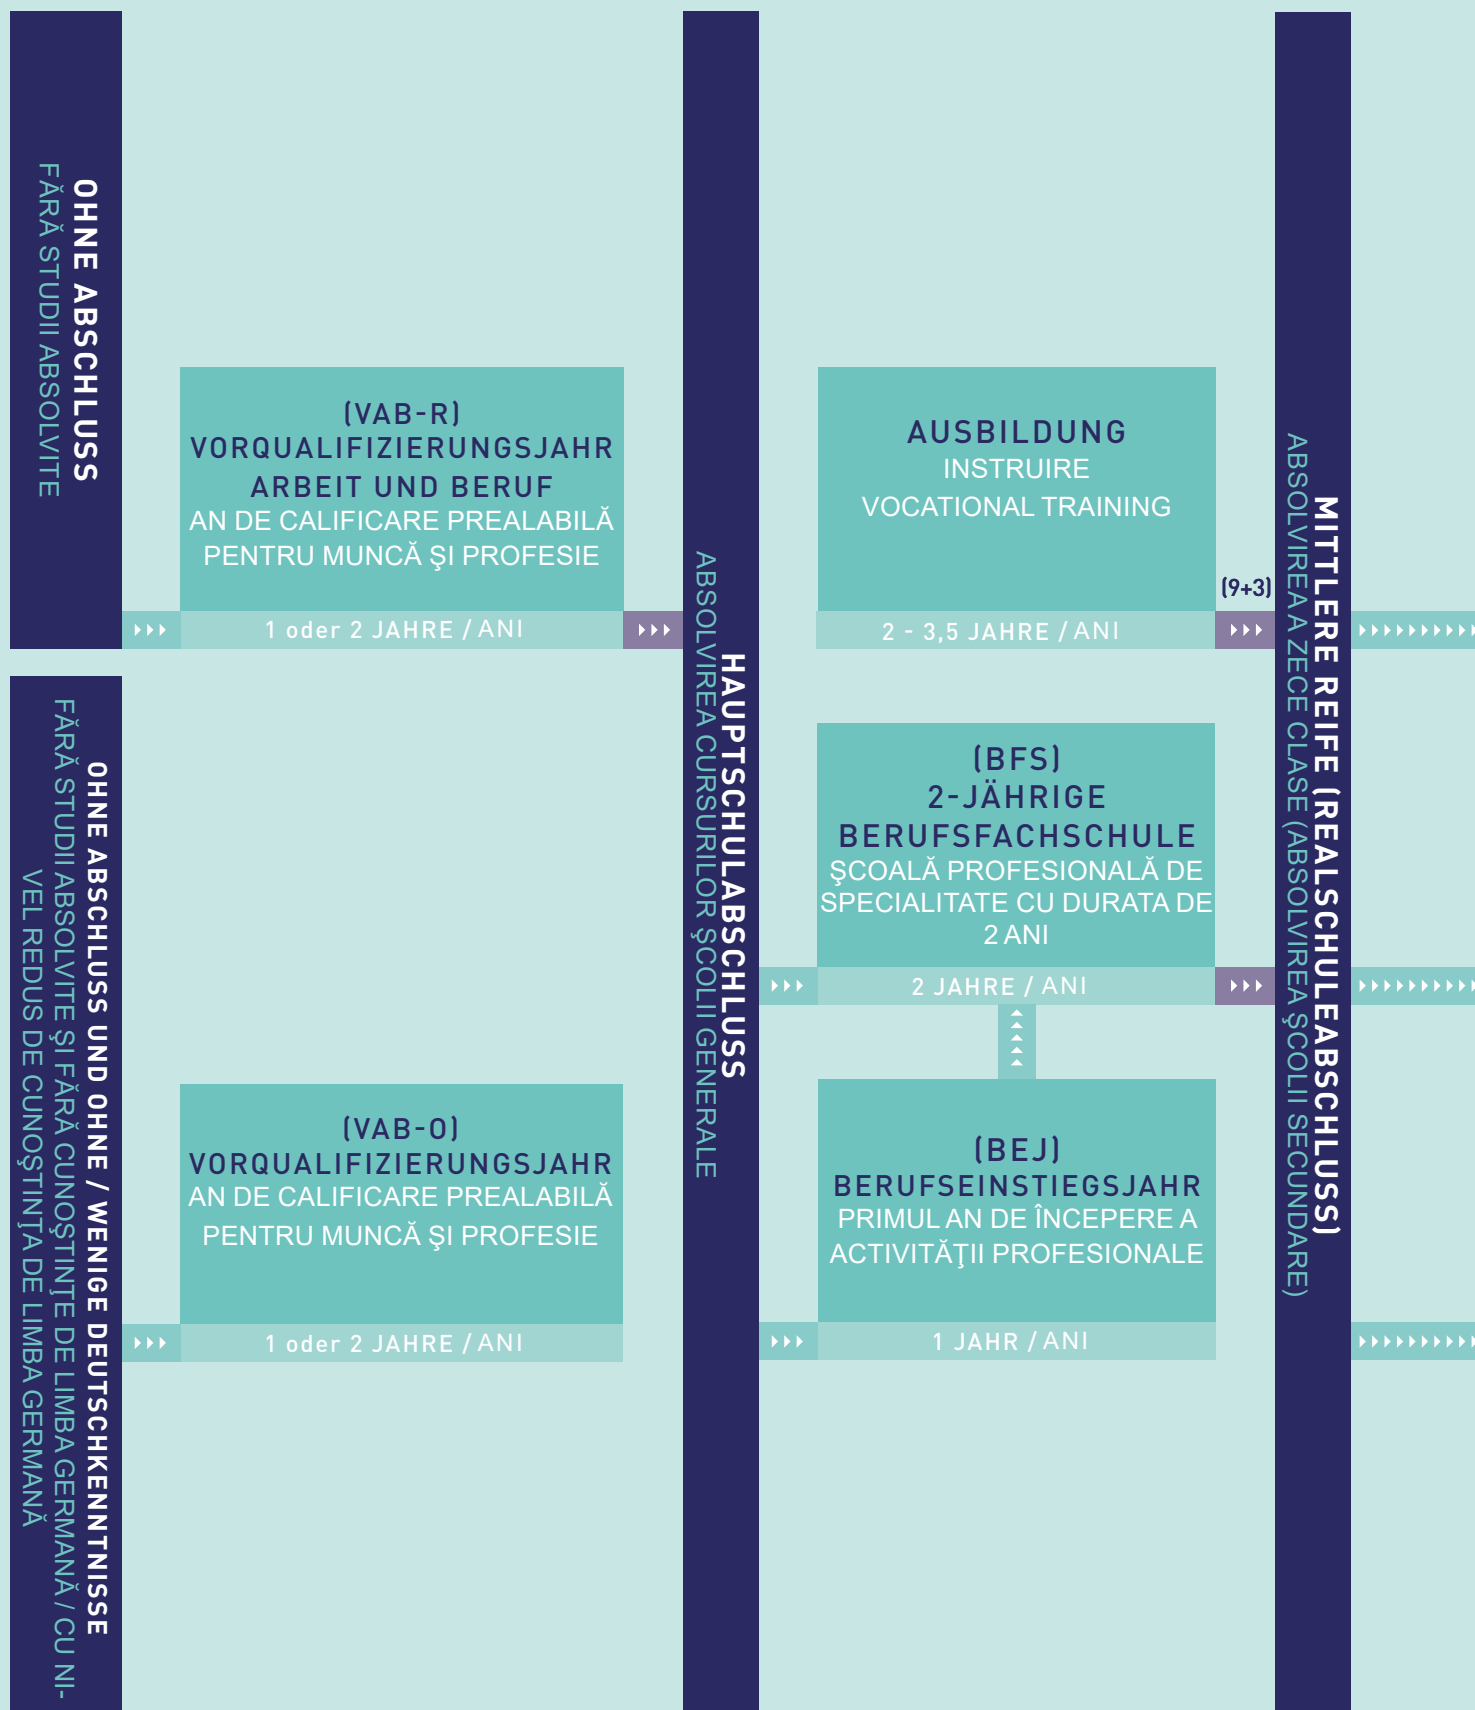 OHNE ABSCHLUSS
FĂRĂ STUDII ABSOLVITE
(VAB-R)
VORQUALIFIZIERUNGSJAHR
ARBEIT UND BERUF
AN DE CALIFICARE PREALABILĂ
PENTRU MUNCĂ ŞI PROFESIE
1 oder 2 JAHRE / ANI
OHNE ABSCHLUSS UND OHNE / WENIGE DEUTSCHKENNTNISSE
FĂRĂ STUDII ABSOLVITE ŞI FĂRĂ CUNOŞTINŢE DE LIMBA GERMANĂ / CU NI-
VEL REDUS DE CUNOŞTINŢA DE LIMBA GERMANĂ
(VAB-O)
VORQUALIFIZIERUNGSJAHR
AN DE CALIFICARE PREALABILĂ
PENTRU MUNCĂ ŞI PROFESIE
1 oder 2 JAHRE / ANI
HAUPTSCHULABSCHLUSS
ABSOLVIREA CURSURILOR ŞCOLII GENERALE
AUSBILDUNG
INSTRUIRE
VOCATIONAL TRAINING
2 - 3,5 JAHRE / ANI
(9+3)
(BFS)
2-JÄHRIGE
BERUFSFACHSCHULE
ŞCOALĂ PROFESIONALĂ DE
SPECIALITATE CU DURATA DE
2 ANI
2 JAHRE / ANI
(BEJ)
BERUFSEINSTIEGSJAHR
PRIMUL AN DE ÎNCEPERE A
ACTIVITĂŢII PROFESIONALE
1 JAHR / ANI
MITTLERE REIFE (REALSCHULEABSCHLUSS)
ABSOLVIREA A ZECE CLASE (ABSOLVIREA ŞCOLII SECUNDARE)